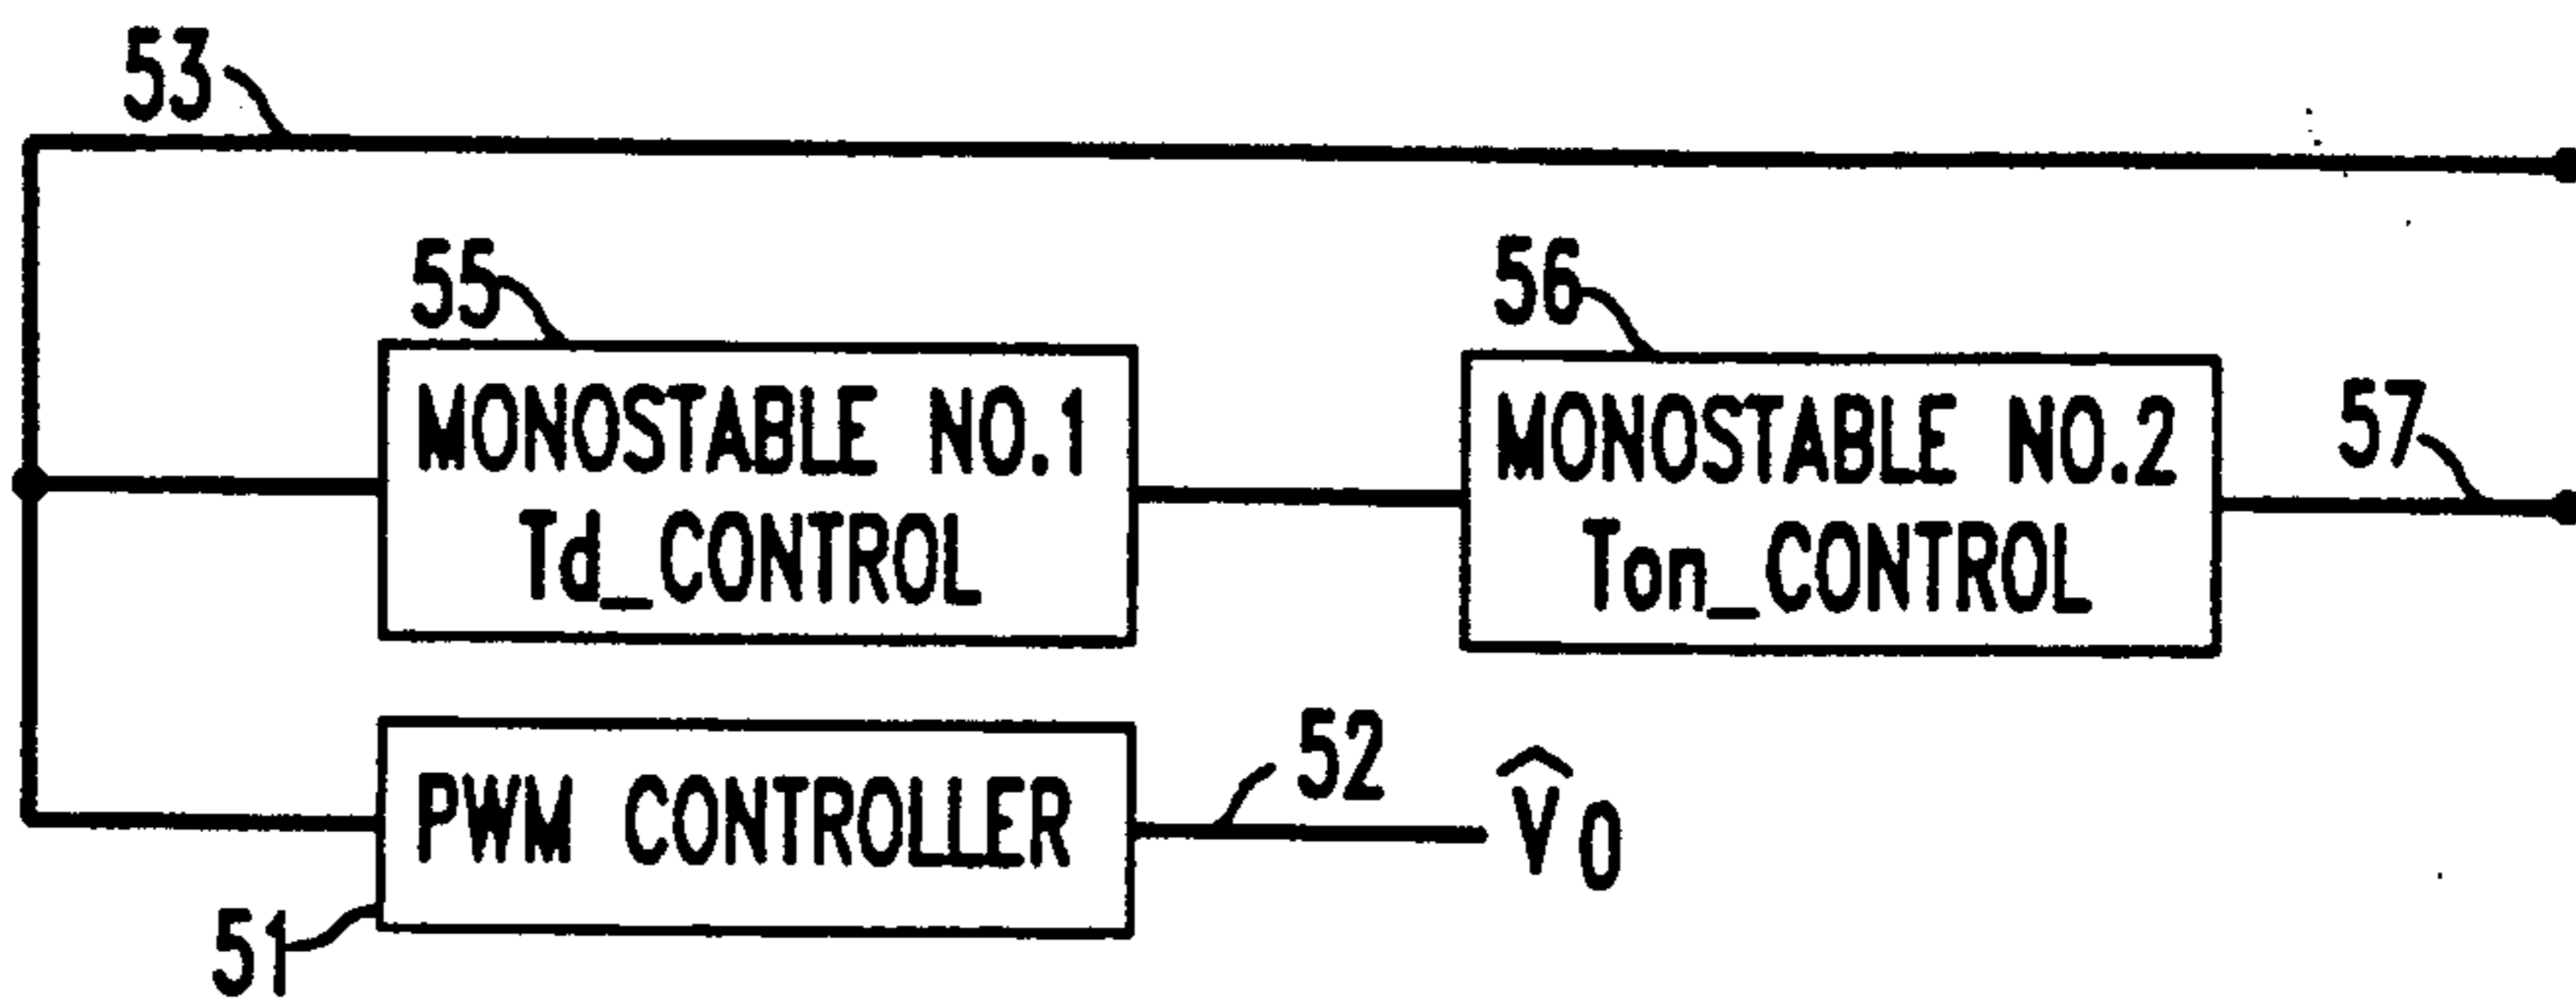 53
55
56
MONOSTABLE NO.1
Td_CONTROL
MONOSTABLE NO.2
Ton_CONTROL
57
PWM CONTROLLER
52
V̂0
51